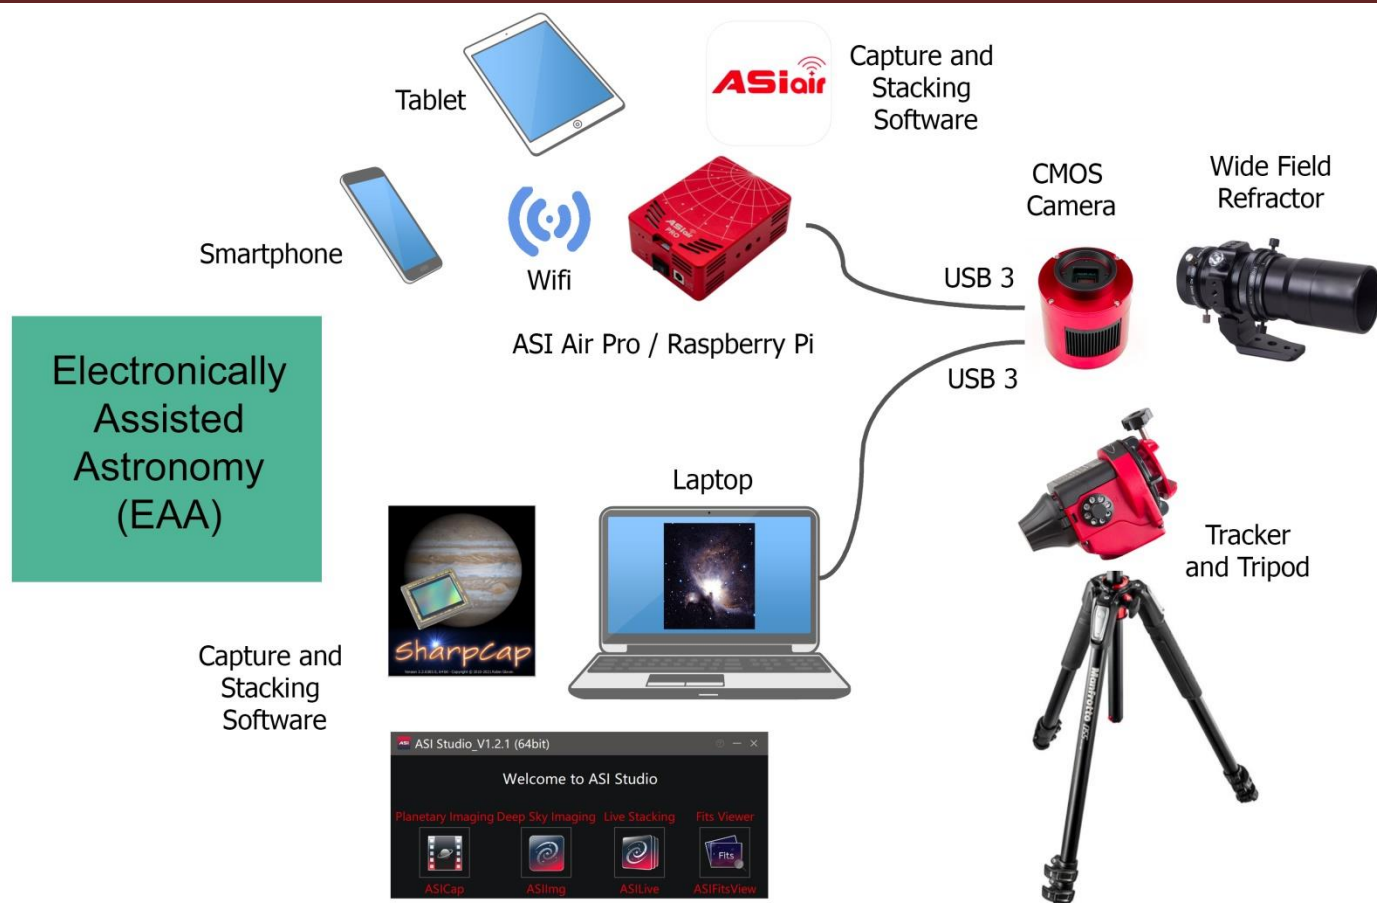 Tablet
ASiair
Capture and
Stacking
Software
Smartphone
Wifi
ASiair
PRO
ASI Air Pro / Raspberry Pi
CMOS
Camera
Wide Field
Refractor
USB 3
USB 3
Electronically
Assisted
Astronomy
(EAA)
Laptop
Tracker
and Tripod
Manfrotto
SharpCap
Capture and
Stacking
Software
ASI ASI Studio_V1.2.1 (64bit)
Welcome to ASI Studio
Planetary Imaging Deep Sky Imaging Live Stacking Fits Viewer
Fits
ASICap ASIImg ASILive ASIFitsView